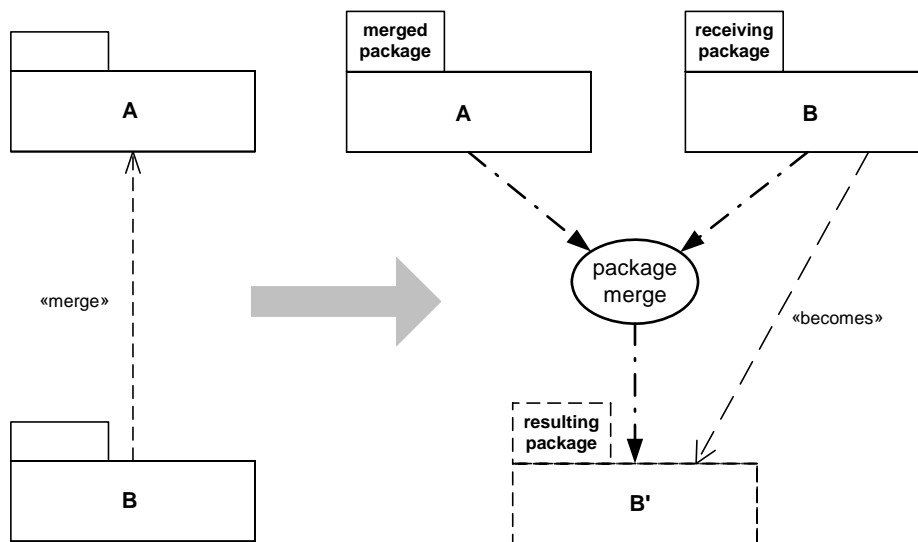 merged
package
receiving
package
A
A
B
package
merge
«merge»
«becomes»
resulting
package
B
B'